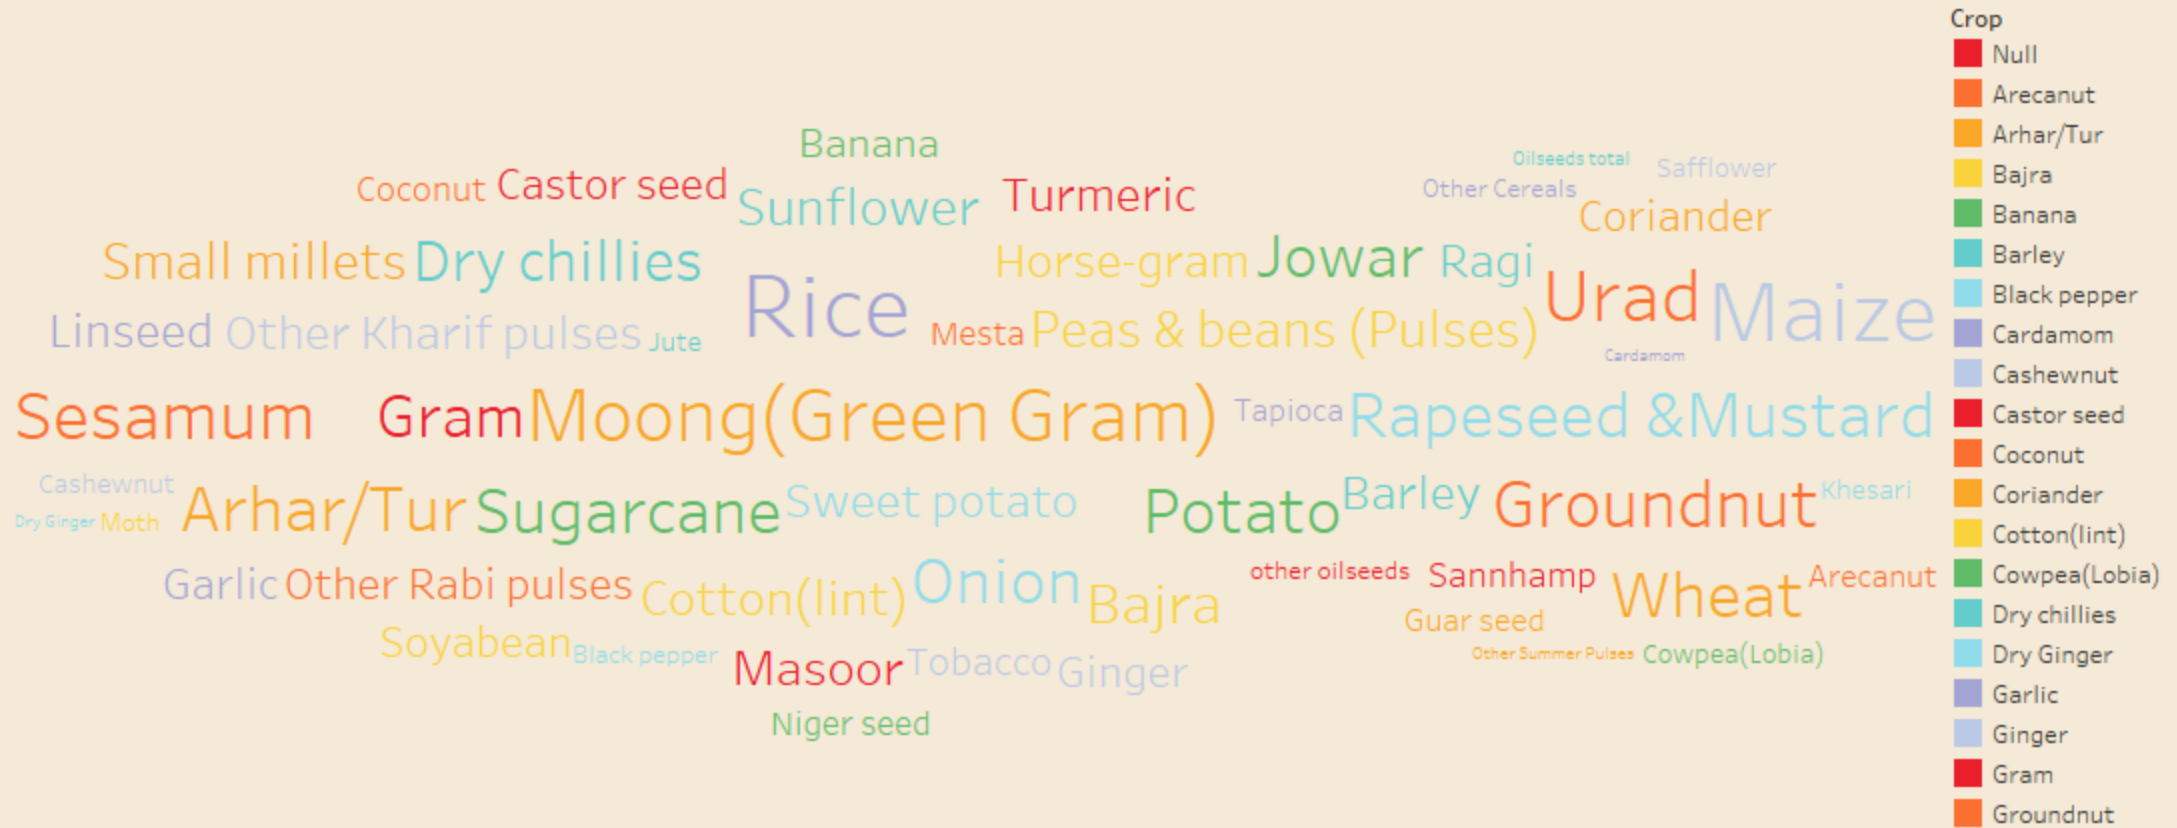 Banana
Oilseeds total Safflower
Coconut Castor seed Sunflower Turmeric Other Cereals Coriander
Small millets Dry chillies Horse-gram Jowar Ragi
Linseed Other Kharif pulses Jute Rice Mesta Peas & beans (Pulses) Urad Maize
Cardamom
Sesamum Gram Moong(Green Gram) Tapioca Rapeseed &Mustard
Cashewnut
Dry Ginger Moth Arhar/Tur Sugarcane Sweet potato Potato Barley Groundnut Khesari
Garlic Other Rabi pulses Cotton(lint) Onion Bajra other oilseeds Sannhamp Wheat Arecanut
Guar seed
Soyabean Black pepper Masoor Tobacco Ginger Other Summer Pulses Cowpea(Lobia)
Niger seed
Crop
Null
Arecanut
Arhar/Tur
Bajra
Banana
Barley
Black pepper
Cardamom
Cashewnut
Castor seed
Coconut
Coriander
Cotton(lint)
Cowpea(Lobia)
Dry chillies
Dry Ginger
Garlic
Ginger
Gram
Groundnut